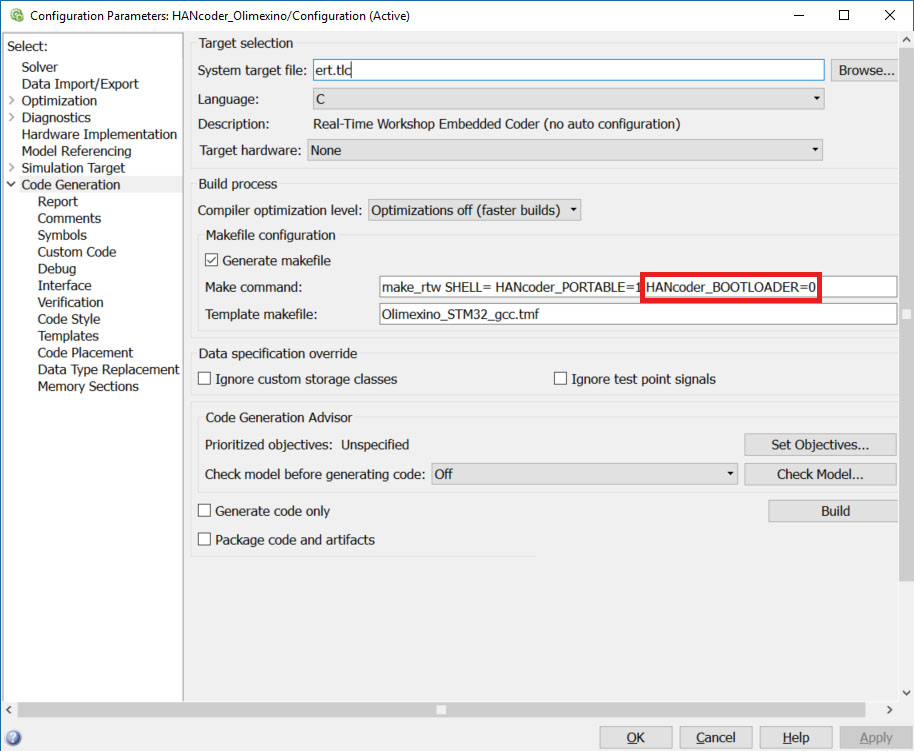 Configuration Parameters: HANcoder_Olimexino/Configuration (Active)
Select:
Solver
Data Import/Export
Optimization
Diagnostics
Hardware Implementation
Model Referencing
Simulation Target
Code Generation
Report
Comments
Symbols
Custom Code
Debug
Interface
Verification
Code Style
Templates
Code Placement
Data Type Replacement
Memory Sections
Target selection
System target file: ert.tlc Browse...
Language: C
Description: Real-Time Workshop Embedded Coder (no auto configuration)
Target hardware: None
Build process
Compiler optimization level: Optimizations off (faster builds)
Makefile configuration
Generate makefile
Make command: make_rtw SHELL= HANcoder_PORTABLE=1 HANcoder_BOOTLOADER=0
Template makefile: Olimexino_STM32_gcc.tmf
Data specification override
Ignore custom storage classes Ignore test point signals
Code Generation Advisor
Prioritized objectives: Unspecified Set Objectives...
Check model before generating code: Off Check Model...
Generate code only Build
Package code and artifacts
OK Cancel Help Apply